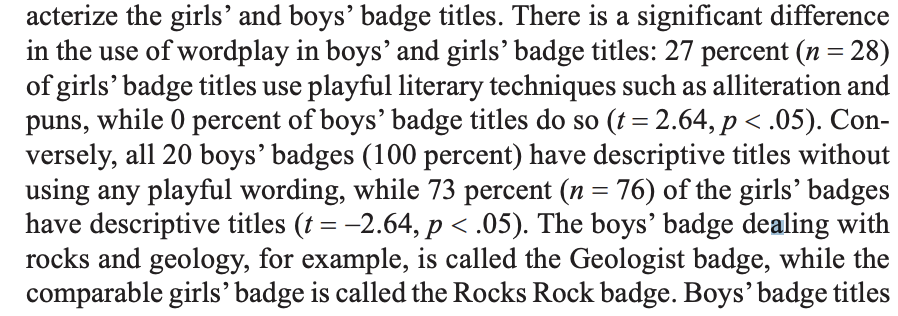 acterize the girls’ and boys’ badge titles. There is a significant difference
in the use of wordplay in boys’ and girls’ badge titles: 27 percent (n = 28)
of girls’ badge titles use playful literary techniques such as alliteration and
puns, while 0 percent of boys’ badge titles do so (t = 2.64, p < .05). Con-
versely, all 20 boys’ badges (100 percent) have descriptive titles without
using any playful wording, while 73 percent (n = 76) of the girls’ badges
have descriptive titles (t = –2.64, p < .05). The boys’ badge dealing with
rocks and geology, for example, is called the Geologist badge, while the
comparable girls’ badge is called the Rocks Rock badge. Boys’ badge titles